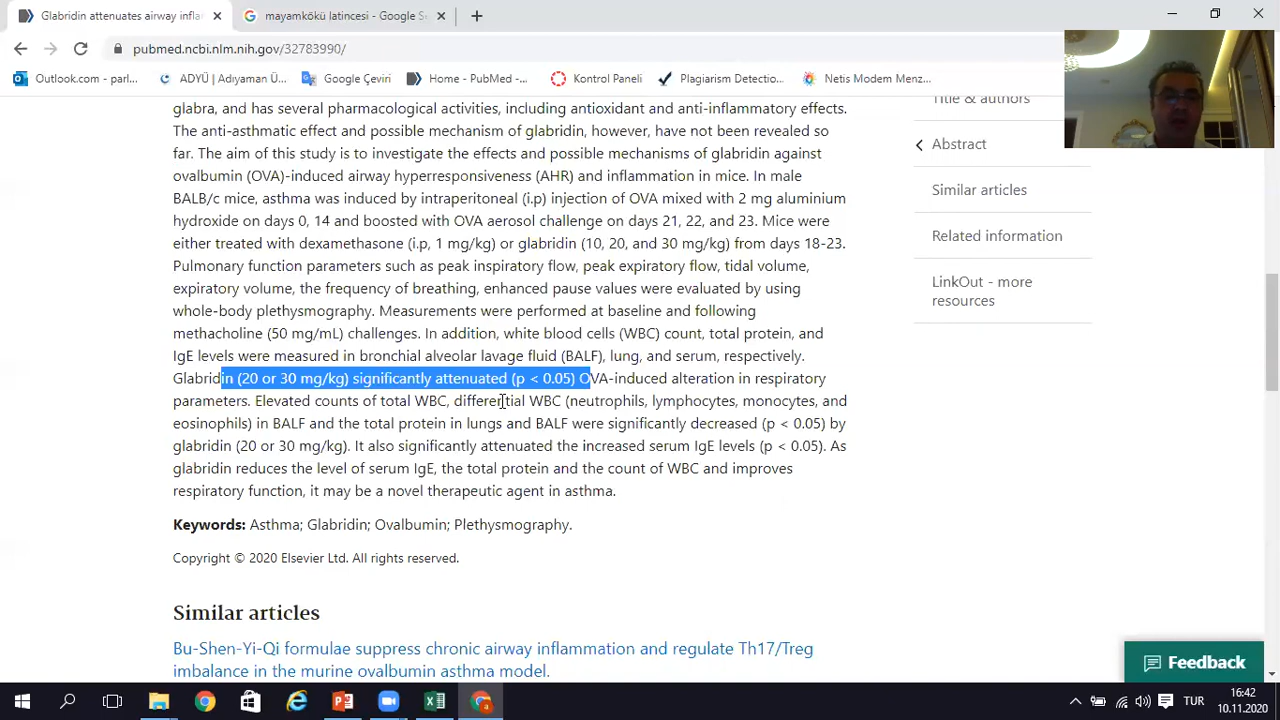 Glabridin attenuates airway infla
mayamkökü latincesi - Google Se
pubmed.ncbi.nlm.nih.gov/32783990/
Outlook.com - parl...
ADYÜ | Adıyaman Ü...
Google Çeviri
Home - PubMed -...
Kontrol Paneli
Plagiarism Detectio...
Netis Modem Menz...
glabra, and has several pharmacological activities, including antioxidant and anti-inflammatory effects.
The anti-asthmatic effect and possible mechanism of glabridin, however, have not been revealed so
far. The aim of this study is to investigate the effects and possible mechanisms of glabridin against
ovalbumin (OVA)-induced airway hyperresponsiveness (AHR) and inflammation in mice. In male
BALB/c mice, asthma was induced by intraperitoneal (i.p) injection of OVA mixed with 2 mg aluminium
hydroxide on days 0, 14 and boosted with OVA aerosol challenge on days 21, 22, and 23. Mice were
either treated with dexamethasone (i.p, 1 mg/kg) or glabridin (10, 20, and 30 mg/kg) from days 18-23.
Pulmonary function parameters such as peak inspiratory flow, peak expiratory flow, tidal volume,
expiratory volume, the frequency of breathing, enhanced pause values were evaluated by using
whole-body plethysmography. Measurements were performed at baseline and following
methacholine (50 mg/mL) challenges. In addition, white blood cells (WBC) count, total protein, and
IgE levels were measured in bronchial alveolar lavage fluid (BALF), lung, and serum, respectively.
Glabridin (20 or 30 mg/kg) significantly attenuated (p < 0.05) OVA-induced alteration in respiratory
parameters. Elevated counts of total WBC, differential WBC (neutrophils, lymphocytes, monocytes, and
eosinophils) in BALF and the total protein in lungs and BALF were significantly decreased (p < 0.05) by
glabridin (20 or 30 mg/kg). It also significantly attenuated the increased serum IgE levels (p < 0.05). As
glabridin reduces the level of serum IgE, the total protein and the count of WBC and improves
respiratory function, it may be a novel therapeutic agent in asthma.
Keywords: Asthma; Glabridin; Ovalbumin; Plethysmography.
Copyright © 2020 Elsevier Ltd. All rights reserved.
Similar articles
Bu-Shen-Yi-Qi formulae suppress chronic airway inflammation and regulate Th17/Treg
imbalance in the murine ovalbumin asthma model.
Title & authors
Abstract
Similar articles
Related information
LinkOut - more
resources
Feedback
TUR
16:42
10.11.2020